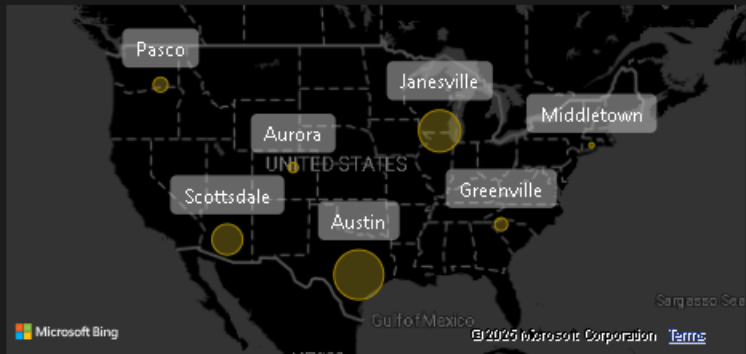 Pasco
Janesville
Middletown
Aurora
UNITED STATES
Scottsdale
Greenville
Austin
Sargasso Sea
Gulf of Mexico
Microsoft Bing
© 2025 Microsoft Corporation Terms